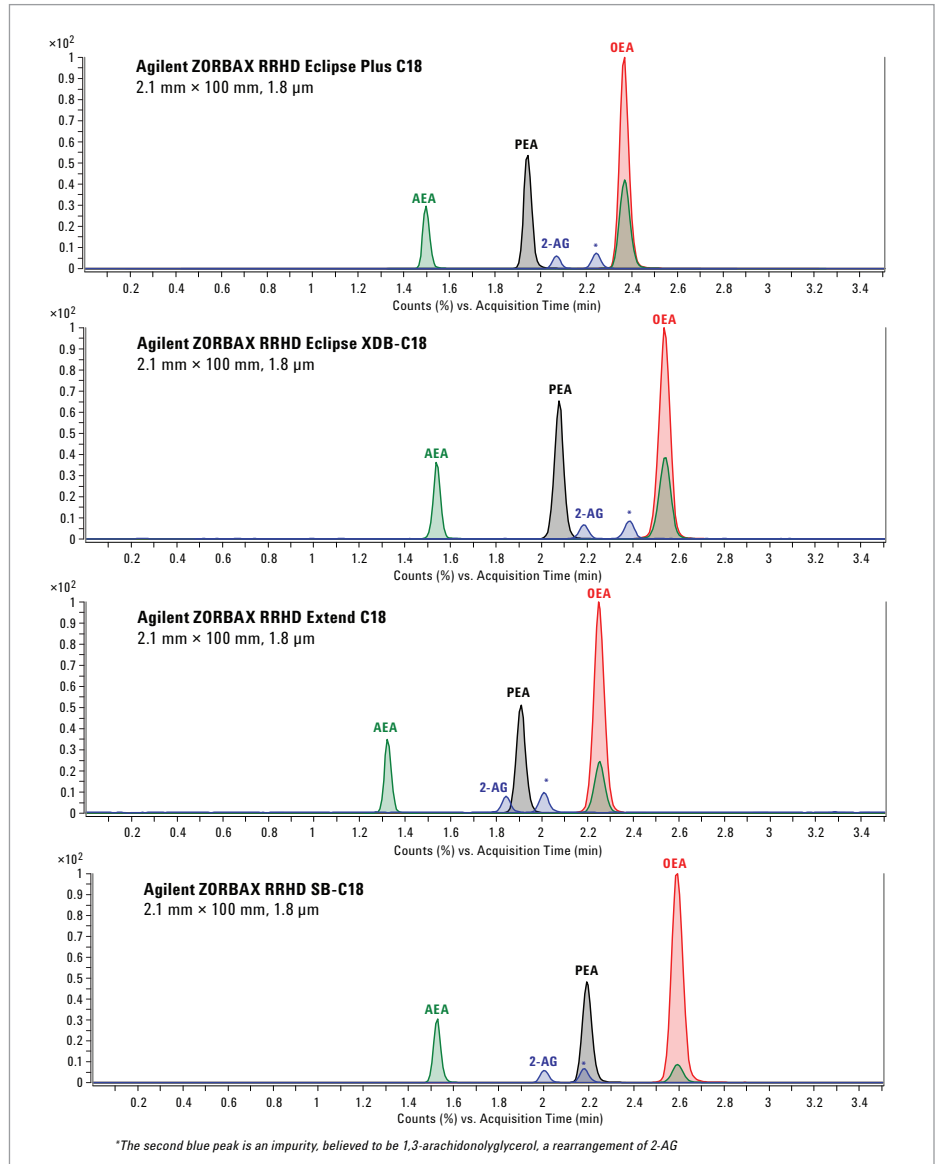 ×10²
Agilent ZORBAX RRHD Eclipse Plus C18
2.1 mm × 100 mm, 1.8 µm
1
0.9
0.8
0.7
0.6
0.5
0.4
0.3
0.2
0.1
0
AEA
PEA
2-AG
*
OEA
0.2 0.4 0.6 0.8 1 1.2 1.4 1.6 1.8 2 2.2 2.4 2.6 2.8 3 3.2 3.4
Counts (%) vs. Acquisition Time (min)
×10²
Agilent ZORBAX RRHD Eclipse XDB-C18
2.1 mm × 100 mm, 1.8 µm
1
0.9
0.8
0.7
0.6
0.5
0.4
0.3
0.2
0.1
0
AEA
PEA
2-AG
*
OEA
0.2 0.4 0.6 0.8 1 1.2 1.4 1.6 1.8 2 2.2 2.4 2.6 2.8 3 3.2 3.4
Counts (%) vs. Acquisition Time (min)
×10²
Agilent ZORBAX RRHD Extend C18
2.1 mm × 100 mm, 1.8 µm
1
0.9
0.8
0.7
0.6
0.5
0.4
0.3
0.2
0.1
0
AEA
2-AG
PEA
*
OEA
0.2 0.4 0.6 0.8 1 1.2 1.4 1.6 1.8 2 2.2 2.4 2.6 2.8 3 3.2 3.4
Counts (%) vs. Acquisition Time (min)
×10²
Agilent ZORBAX RRHD SB-C18
2.1 mm × 100 mm, 1.8 µm
1
0.9
0.8
0.7
0.6
0.5
0.4
0.3
0.2
0.1
0
AEA
2-AG
PEA
*
OEA
0.2 0.4 0.6 0.8 1 1.2 1.4 1.6 1.8 2 2.2 2.4 2.6 2.8 3 3.2 3.4
Counts (%) vs. Acquisition Time (min)
*The second blue peak is an impurity, believed to be 1,3-arachidonolyglycerol, a rearrangement of 2-AG